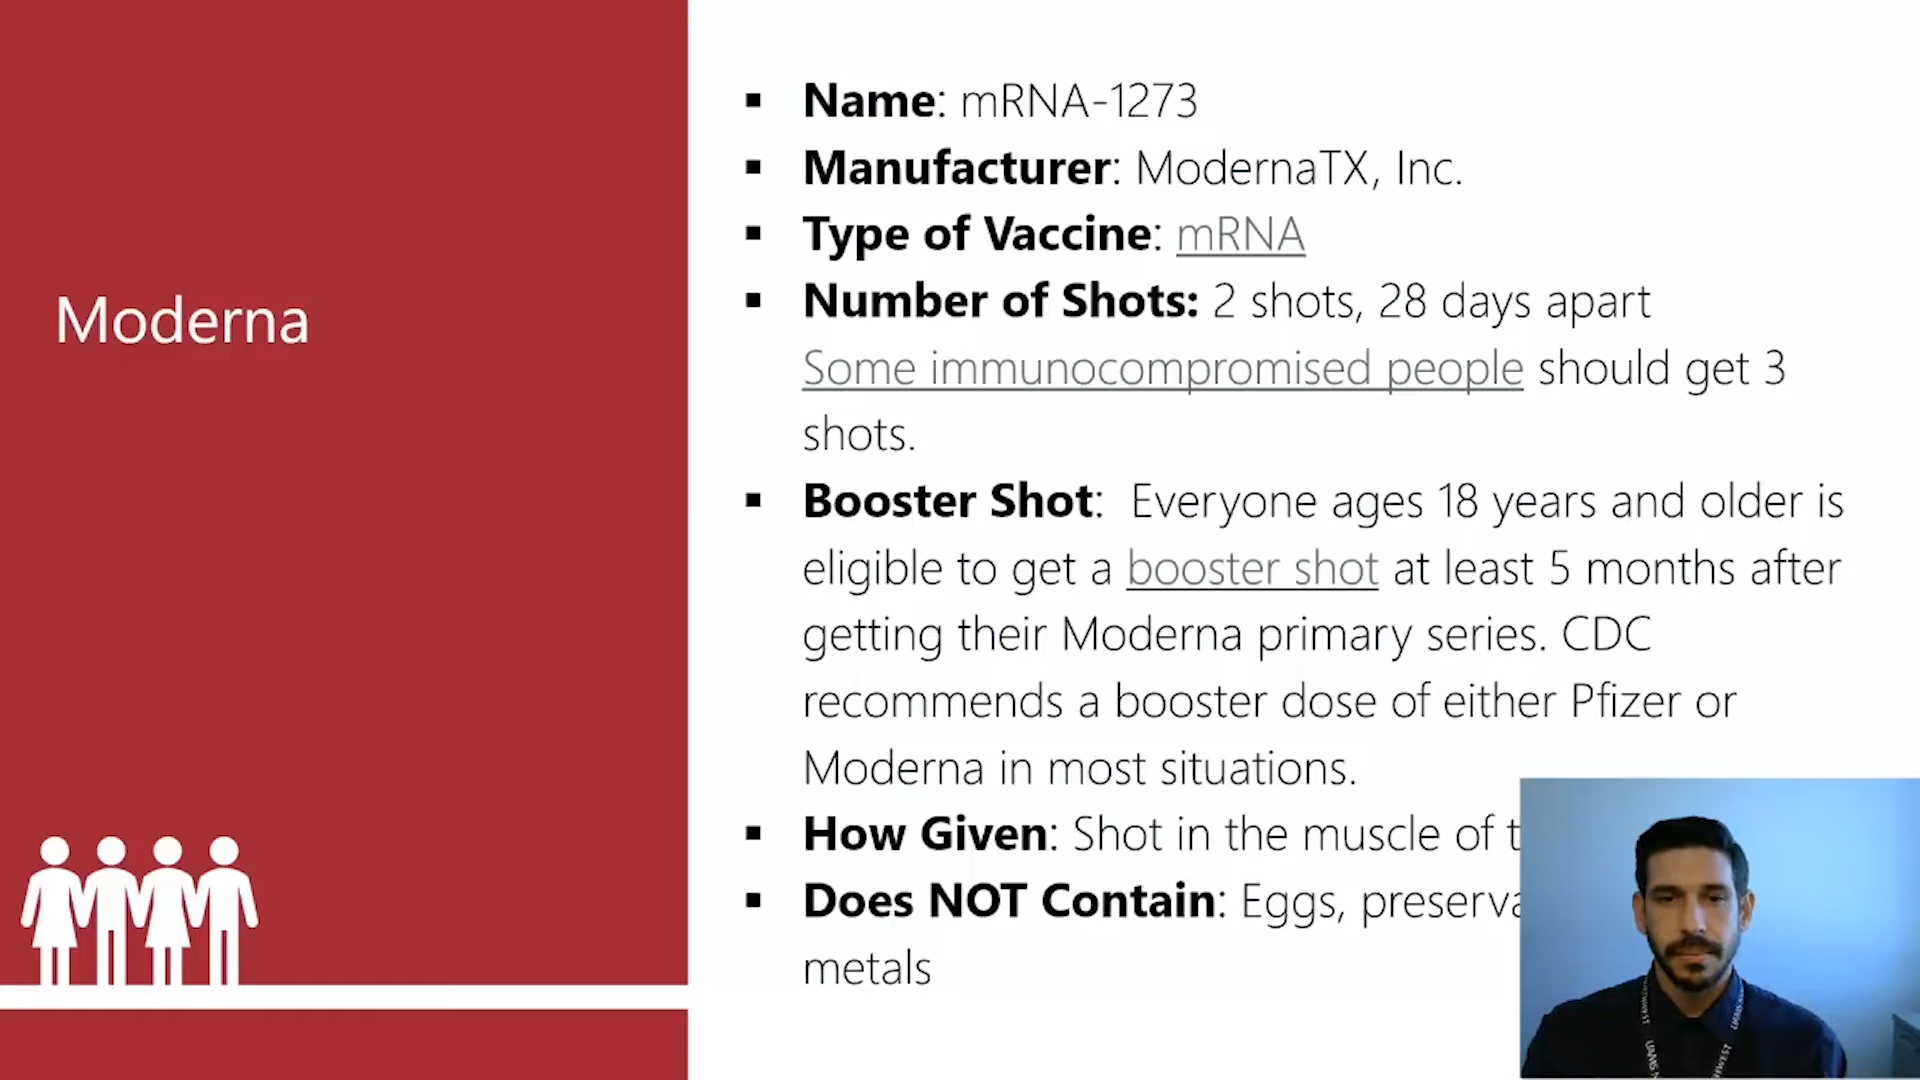 Moderna
▪ Name: mRNA-1273
▪ Manufacturer: ModernaTX, Inc.
▪ Type of Vaccine: mRNA
▪ Number of Shots: 2 shots, 28 days apart
Some immunocompromised people should get 3
shots.
▪ Booster Shot: Everyone ages 18 years and older is
eligible to get a booster shot at least 5 months after
getting their Moderna primary series. CDC
recommends a booster dose of either Pfizer or
Moderna in most situations.
▪ How Given: Shot in the muscle of
▪ Does NOT Contain: Eggs,
metals